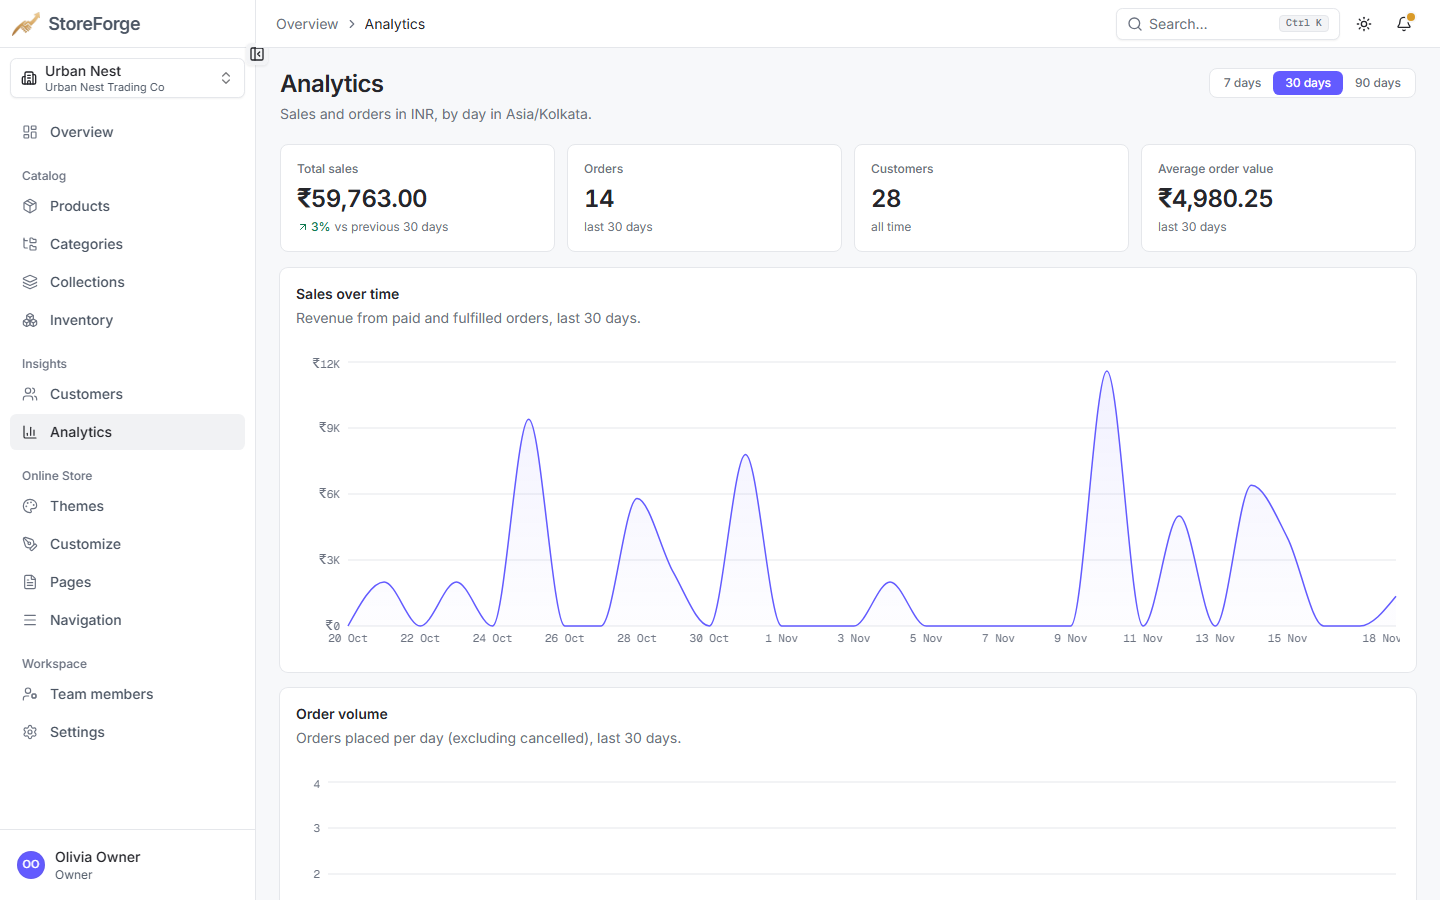 StoreForge
Overview > Analytics
Search...
Ctrl K
Urban Nest
Urban Nest Trading Co
Overview
Catalog
Products
Categories
Collections
Inventory
Insights
Customers
Analytics
Online Store
Themes
Customize
Pages
Navigation
Workspace
Team members
Settings
OO
Olivia Owner
Owner
Analytics
Sales and orders in INR, by day in Asia/Kolkata.
7 days 30 days 90 days
Total sales
₹59,763.00
3% vs previous 30 days
Orders
14
last 30 days
Customers
28
all time
Average order value
₹4,980.25
last 30 days
Sales over time
Revenue from paid and fulfilled orders, last 30 days.
₹12K
₹9K
₹6K
₹3K
₹0
20 Oct 22 Oct 24 Oct 26 Oct 28 Oct 30 Oct 1 Nov 3 Nov 5 Nov 7 Nov 9 Nov 11 Nov 13 Nov 15 Nov 18 Nov
Order volume
Orders placed per day (excluding cancelled), last 30 days.
4
3
2